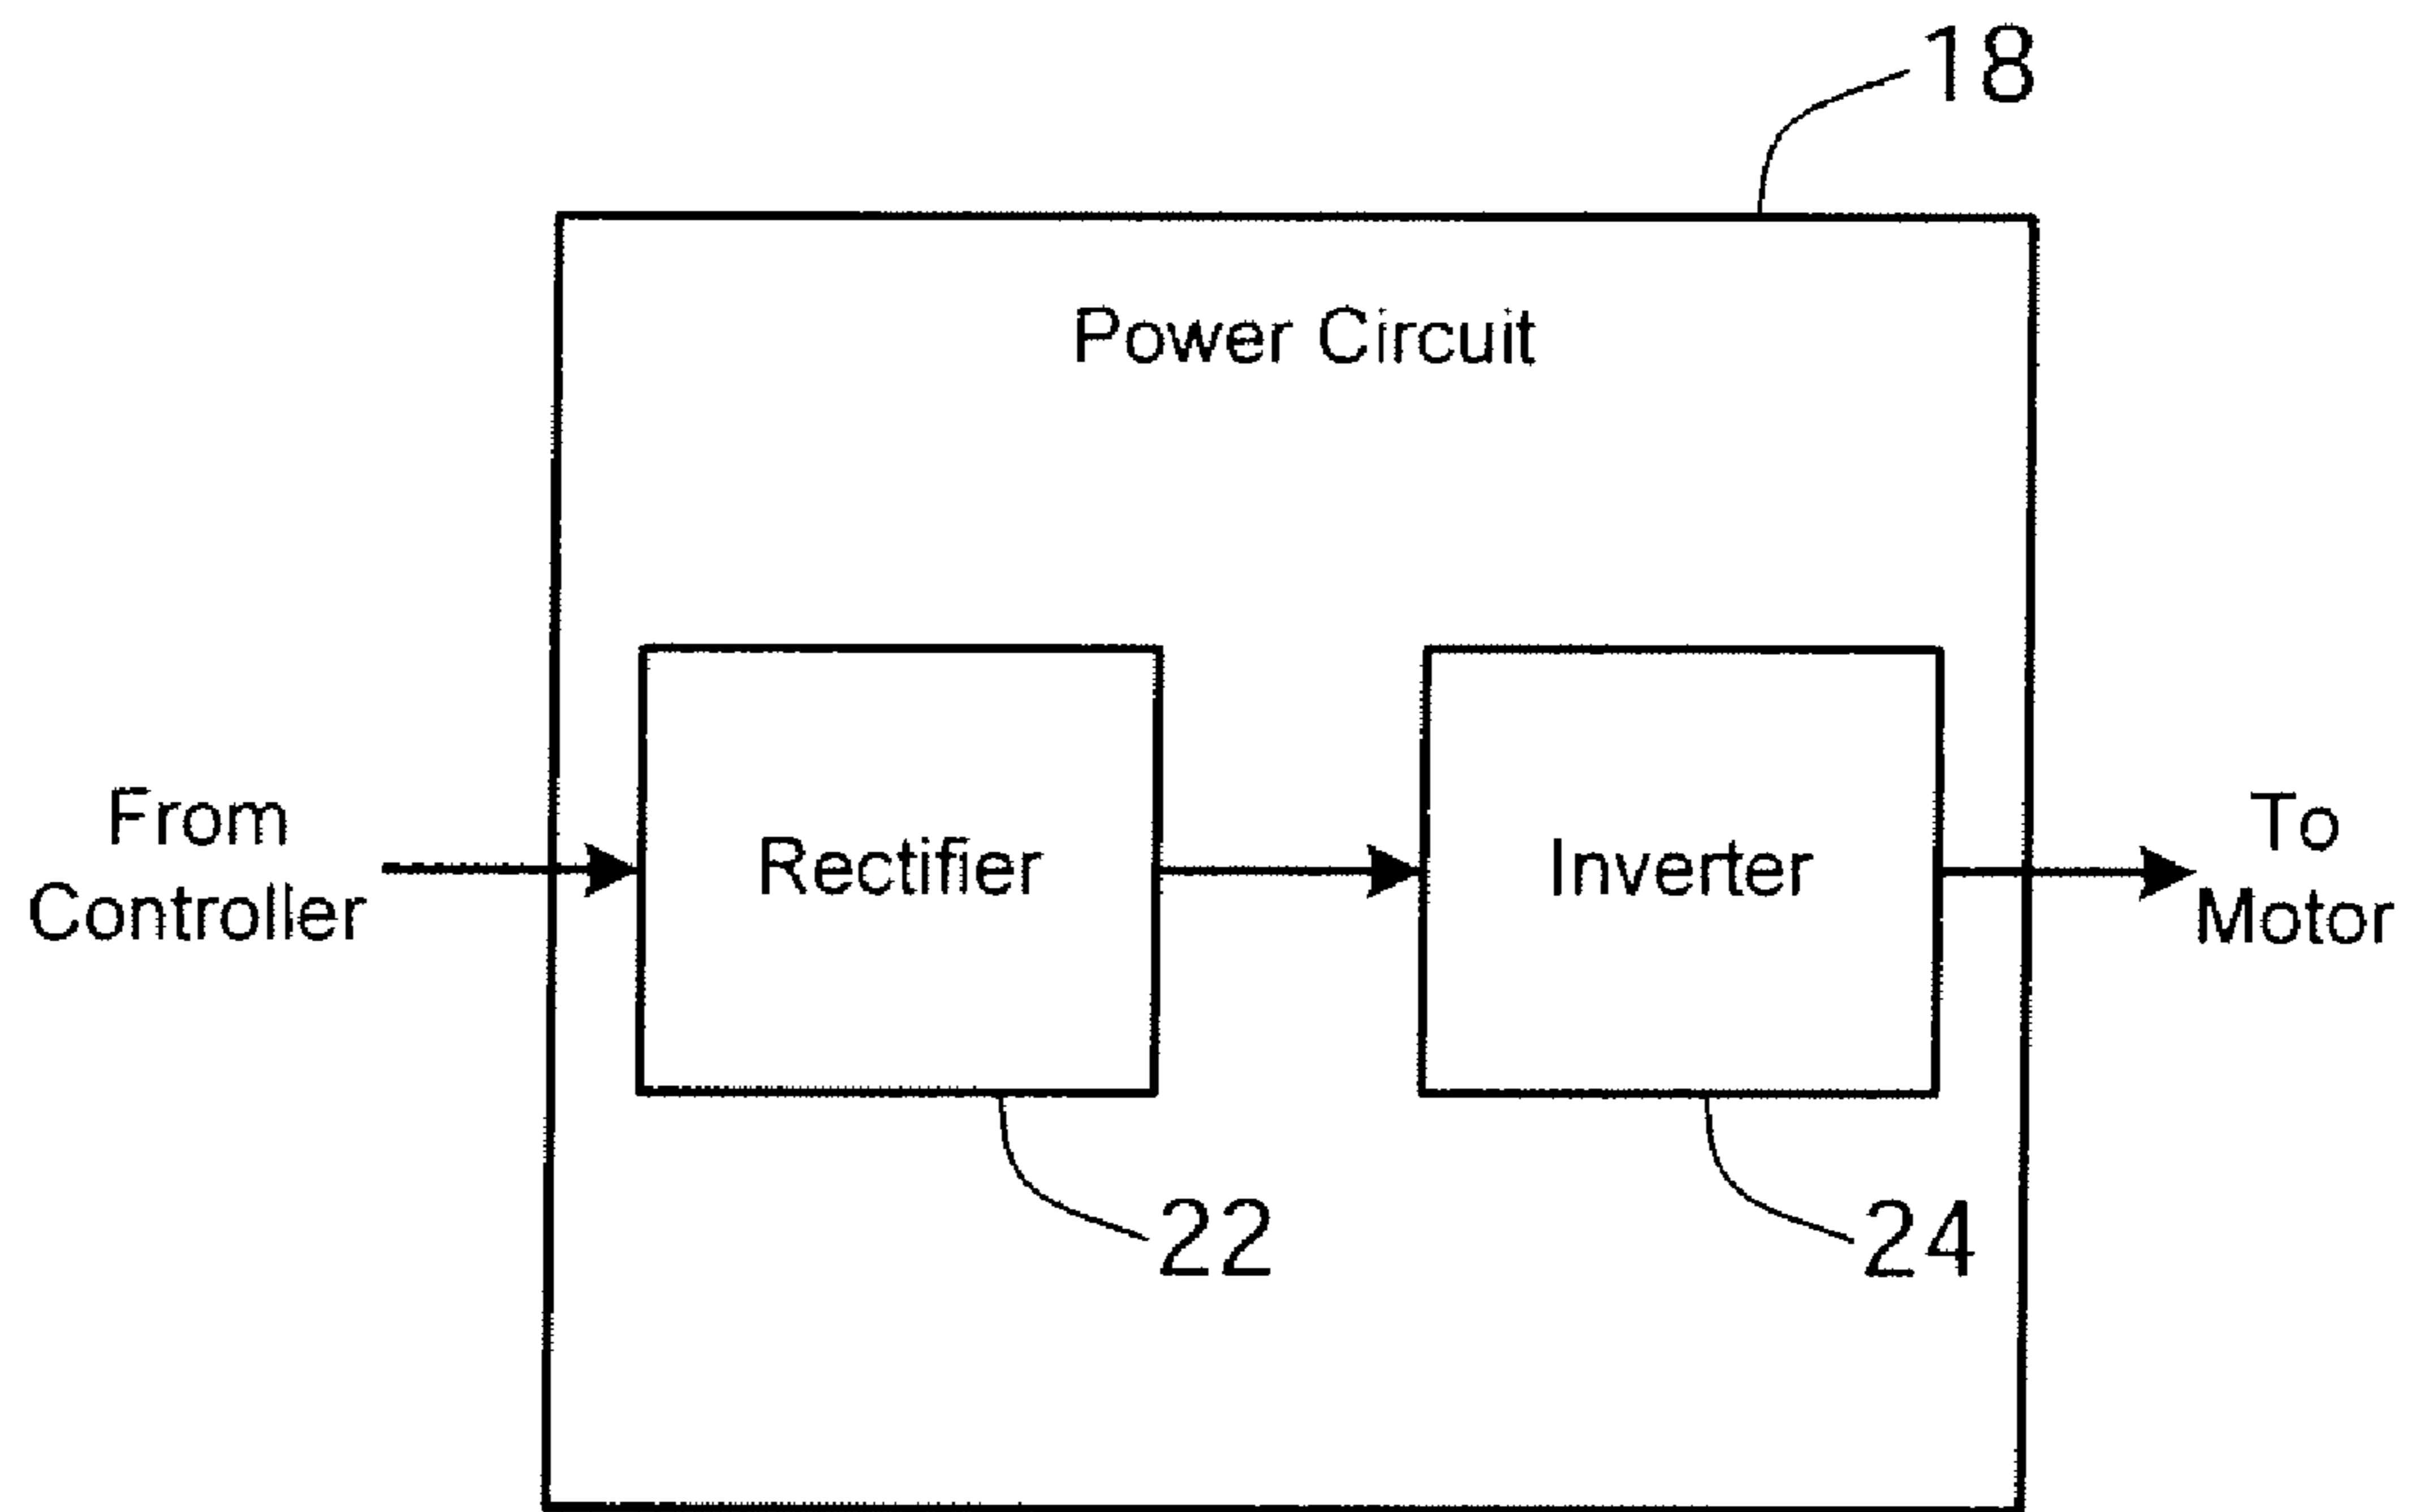 18
Power Circuit
From
Controller
Rectifier
Inverter
To
Motor
22
24